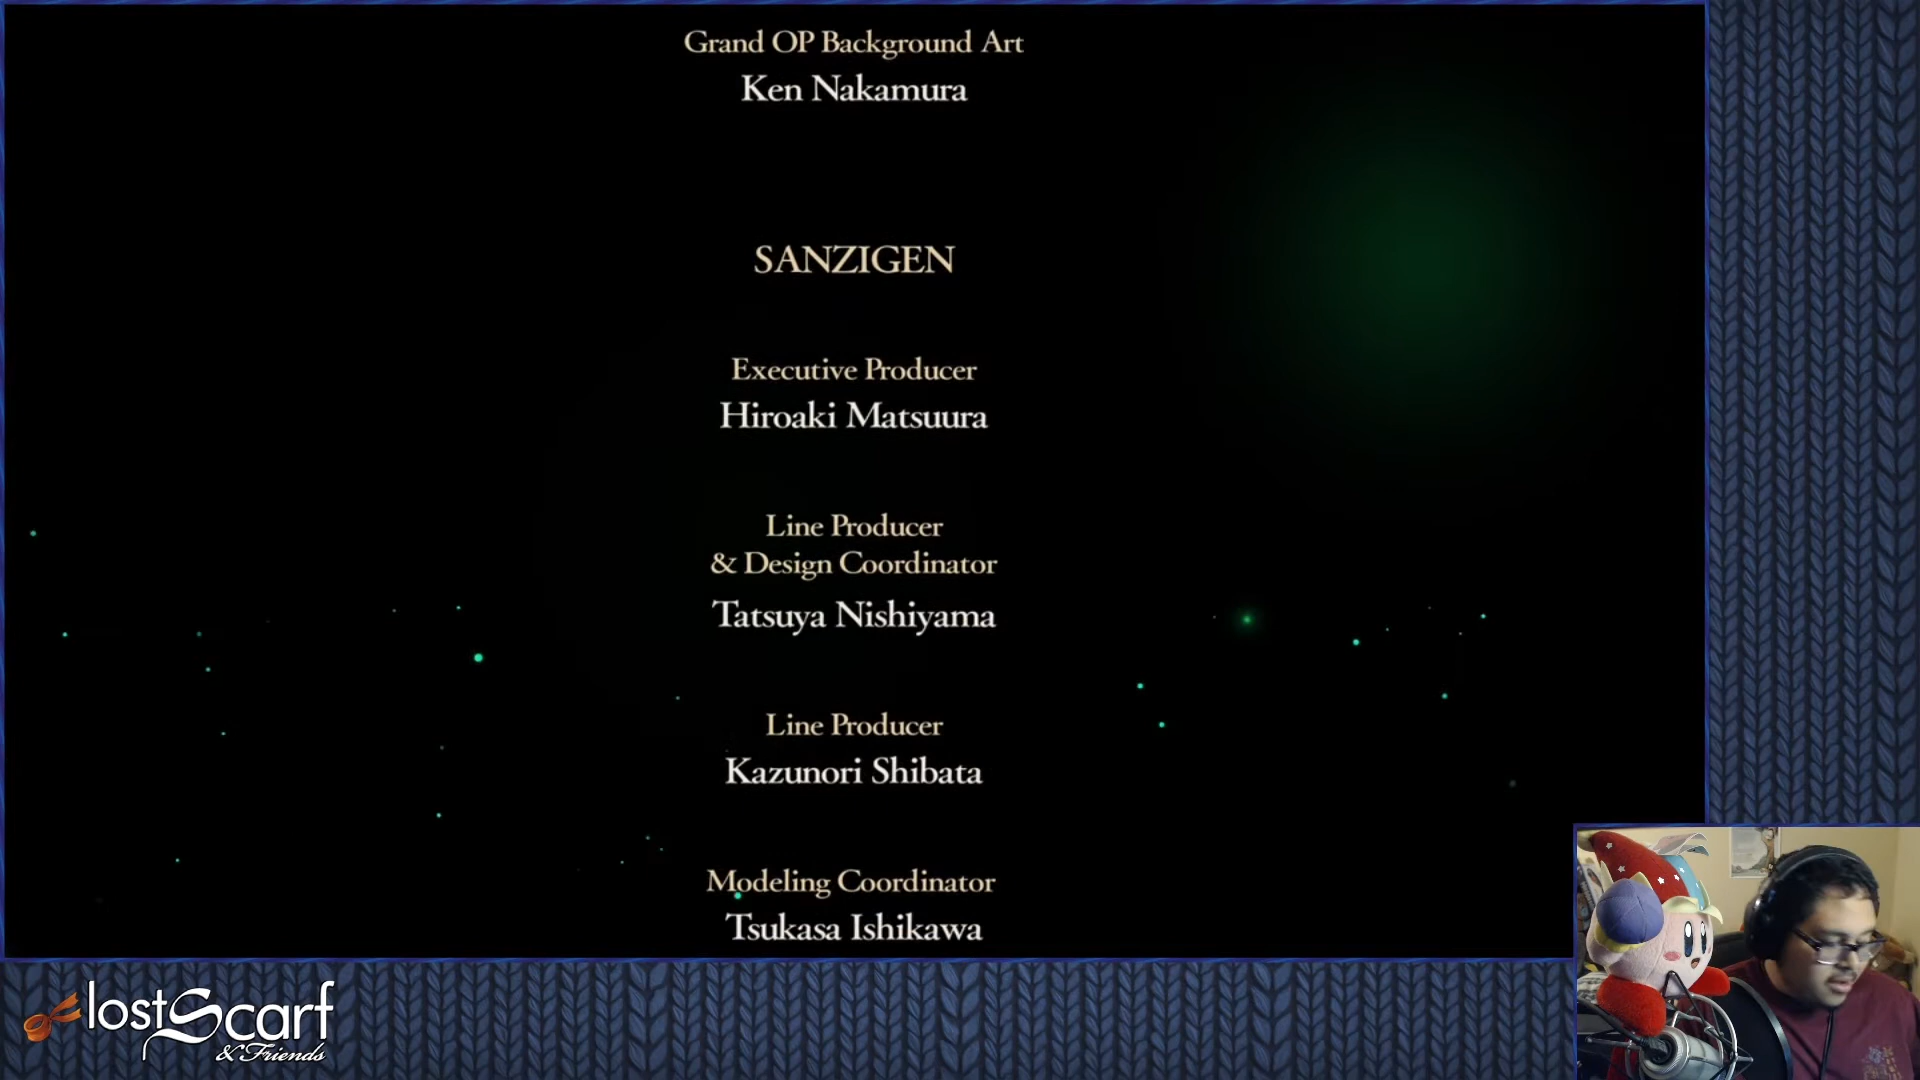 Grand OP Background Art
Ken Nakamura
SANZIGEN
Executive Producer
Hiroaki Matsuura
Line Producer
& Design Coordinator
Tatsuya Nishiyama
Line Producer
Kazunori Shibata
Modeling Coordinator
Tsukasa Ishikawa
lostScarf
& Friends